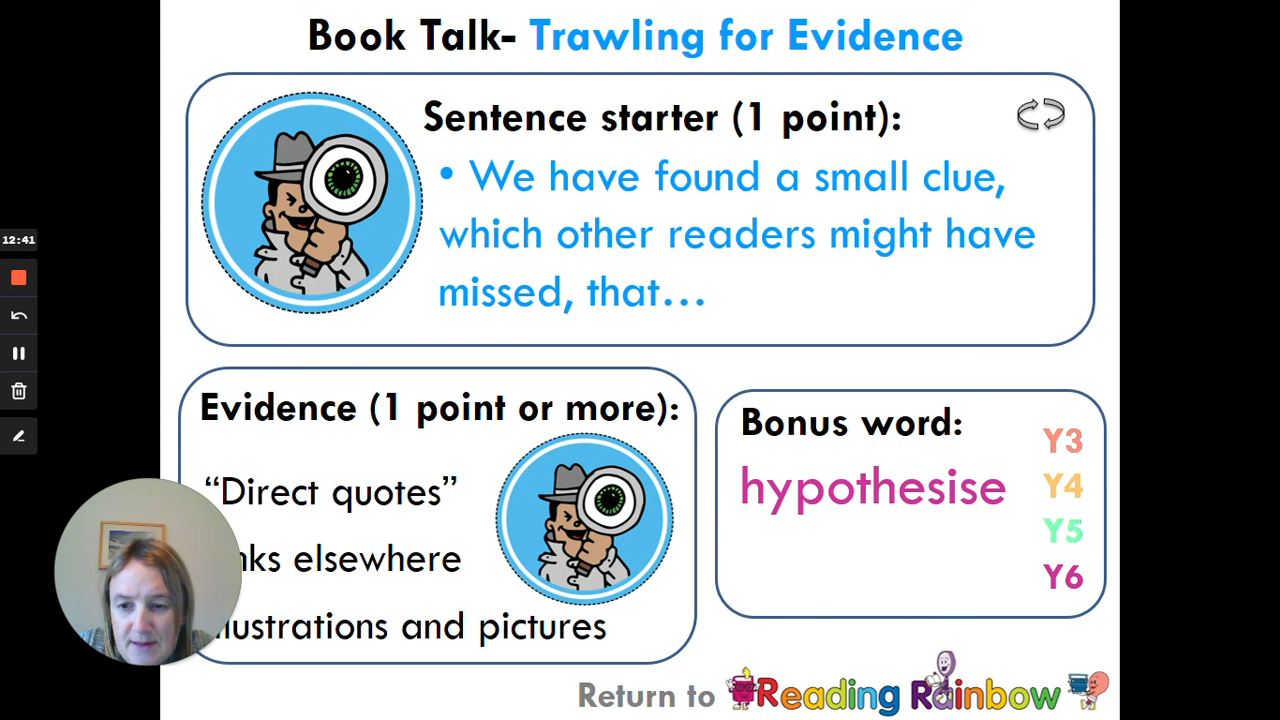 Book Talk- Trawling for Evidence
Sentence starter (1 point):
• We have found a small clue,
which other readers might have
missed, that…
12:41
Evidence (1 point or more):
“Direct quotes”
elsewhere
and pictures
Bonus word:
hypothesise
Y3
Y4
Y5
Y6
Return to Reading Rainbow